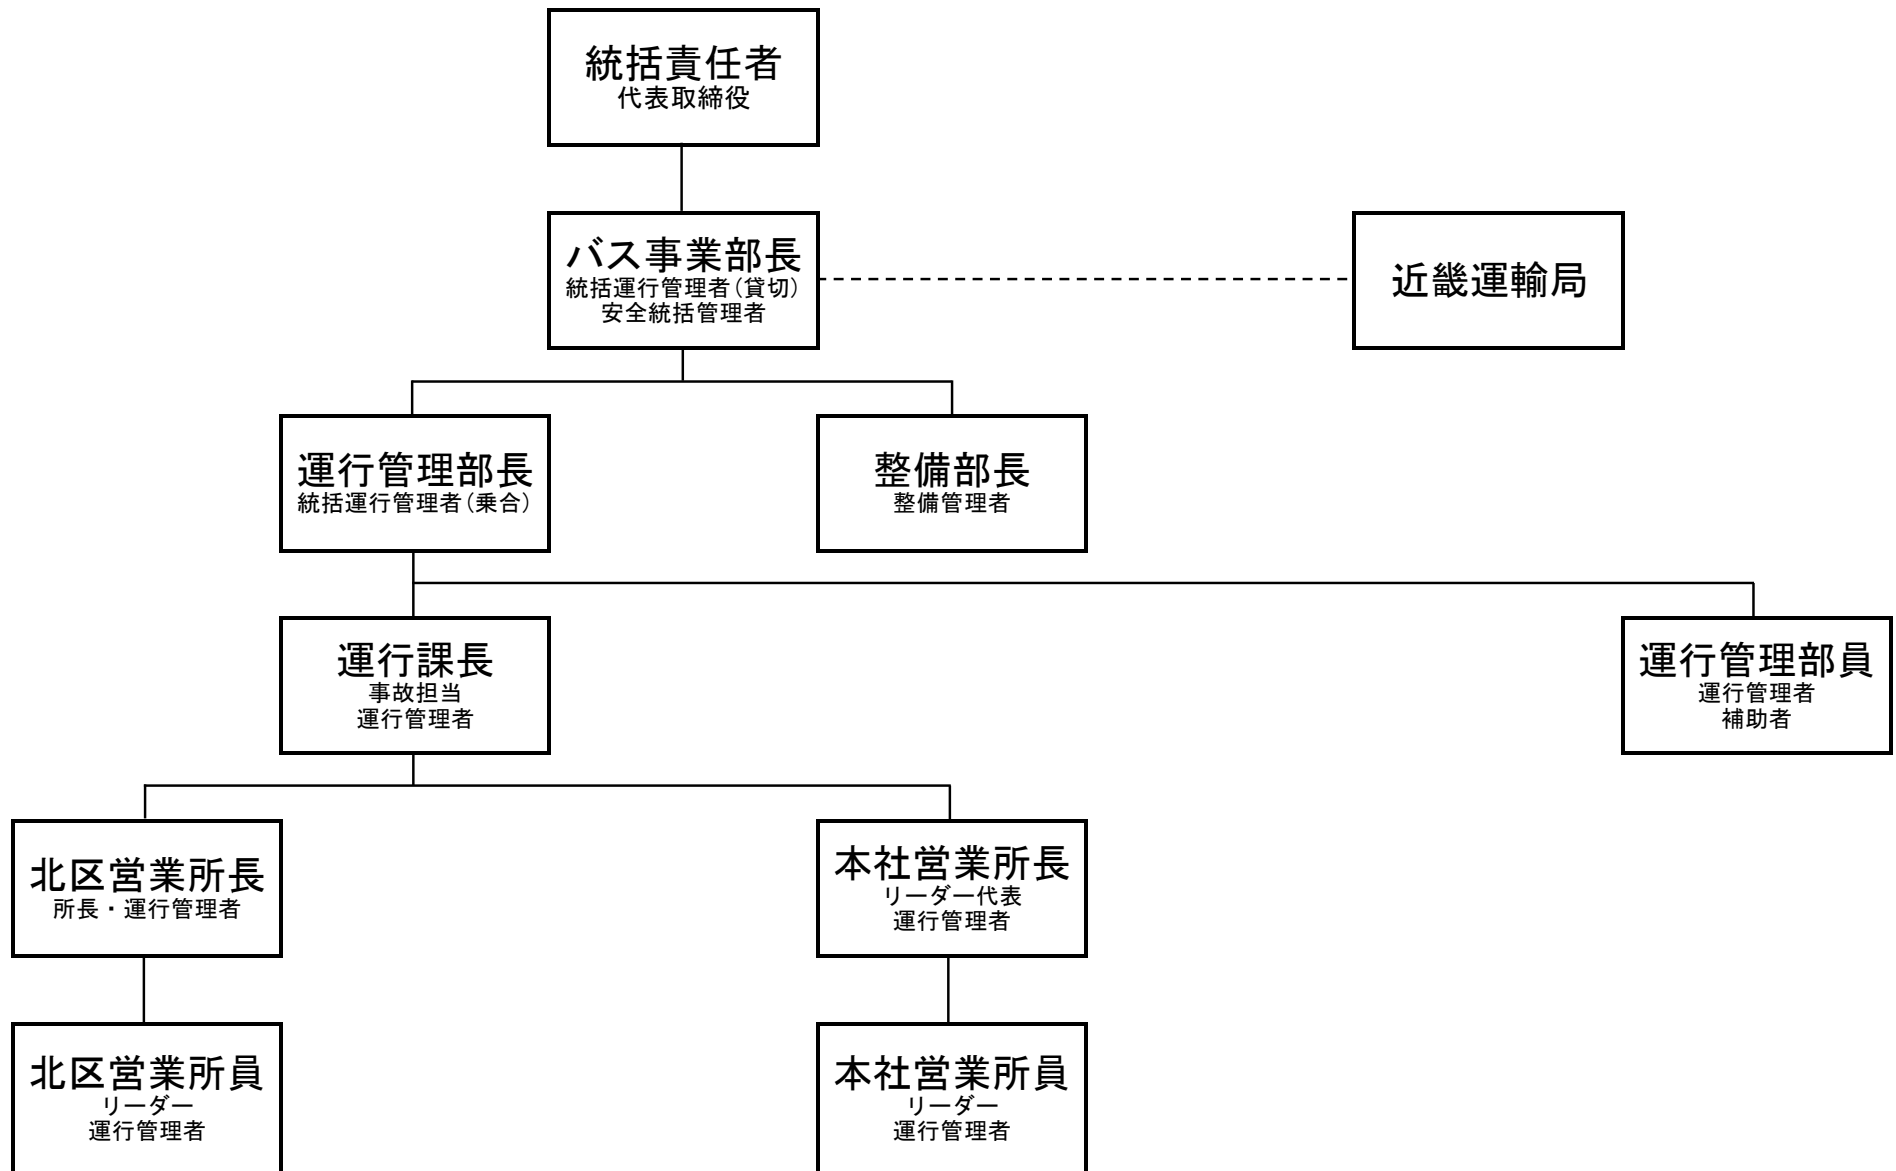 統括責任者
代表取締役
バス事業部長
統括運行管理者（貸切）
安全統括管理者
近畿運輸局
運行管理部長
統括運行管理者（乗合）
整備部長
整備管理者
運行課長
事故担当
運行管理者
運行管理部員
運行管理者
補助者
北区営業所長
所長・運行管理者
本社営業所長
リーダー代表
運行管理者
北区営業所員
リーダー
運行管理者
本社営業所員
リーダー
運行管理者